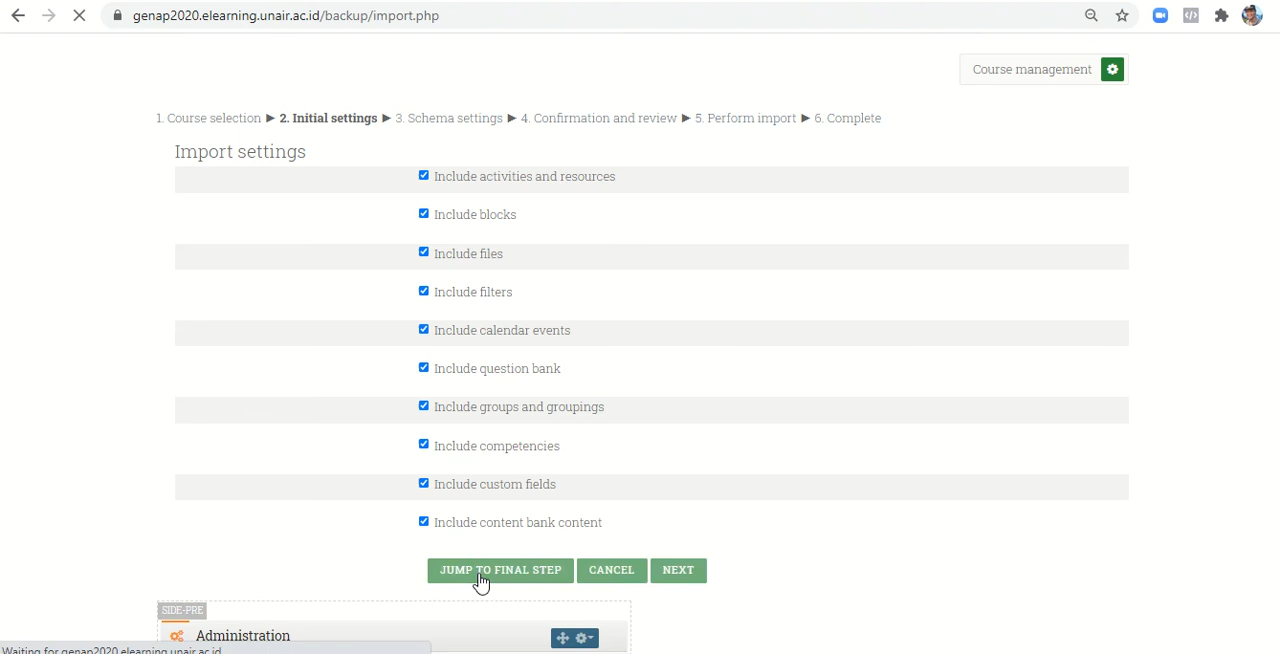 genap2020.elearning.unair.ac.id/backup/import.php
Course management
1. Course selection ► 2. Initial settings ► 3. Schema settings ► 4. Confirmation and review ► 5. Perform import ► 6. Complete
Import settings
Include activities and resources
Include blocks
Include files
Include filters
Include calendar events
Include question bank
Include groups and groupings
Include competencies
Include custom fields
Include content bank content
JUMP TO FINAL STEP CANCEL NEXT
SIDE-PRE
Administration
Waiting for genap2020.elearning.unair.ac.id